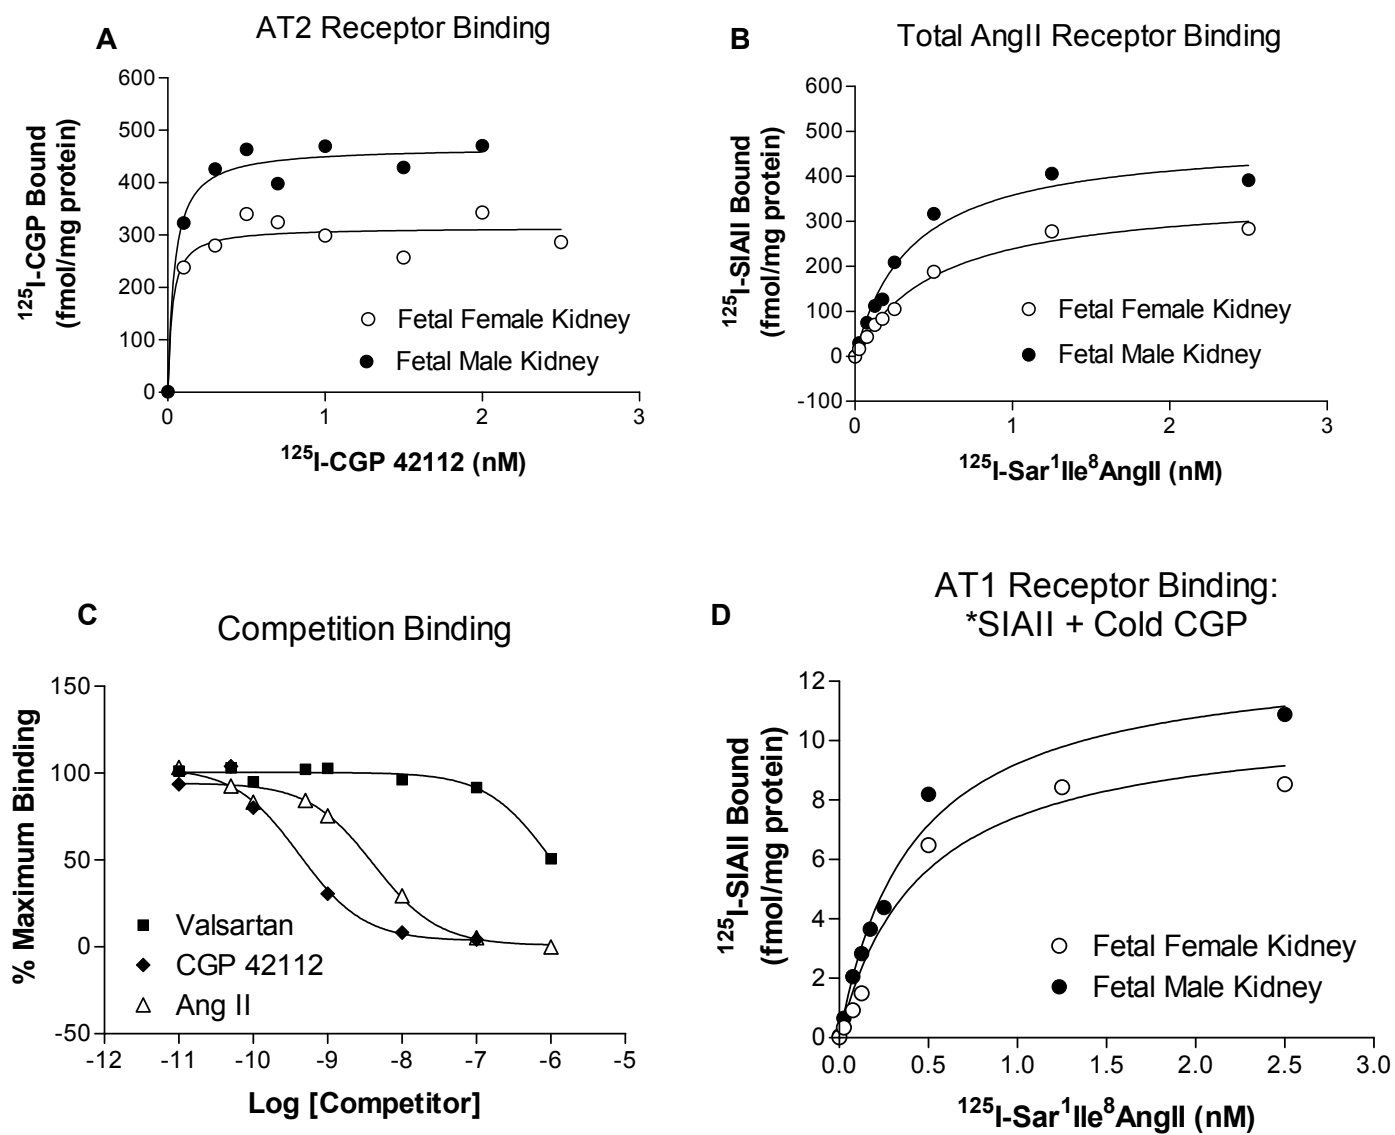 A
AT2 Receptor Binding
600
500
400
300
200
100
0
0
1
2
3
¹²⁵I-CGP Bound
(fmol/mg protein)
Fetal Female Kidney
Fetal Male Kidney
¹²⁵I-CGP 42112 (nM)
B
Total AngII Receptor Binding
600
500
400
300
200
100
0
-100
0
1
2
3
¹²⁵I-SIAII Bound
(fmol/mg protein)
Fetal Female Kidney
Fetal Male Kidney
¹²⁵I-Sar¹Ile⁸AngII (nM)
C
Competition Binding
150
100
50
0
-50
-12
-11
-10
-9
-8
-7
-6
-5
% Maximum Binding
Valsartan
CGP 42112
Ang II
Log [Competitor]
D
AT1 Receptor Binding:
*SIAII + Cold CGP
12
10
8
6
4
2
0
0.0
0.5
1.0
1.5
2.0
2.5
3.0
¹²⁵I-SIAII Bound
(fmol/mg protein)
Fetal Female Kidney
Fetal Male Kidney
¹²⁵I-Sar¹Ile⁸AngII (nM)